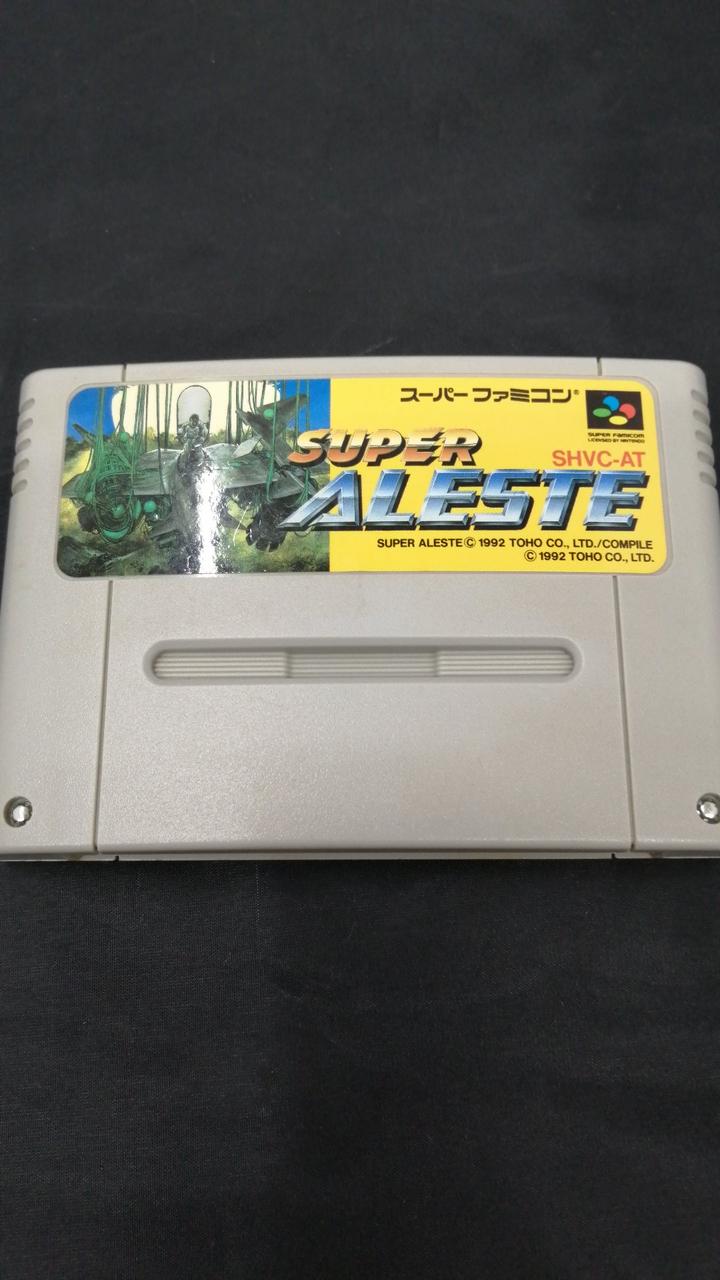 スーパーファミコン®
SUPER FAMICOM
LICENSED BY NINTENDO
SUPER
SHVC-AT
ALESTE
SUPER ALESTE© 1992 TOHO CO., LTD./COMPILE
© 1992 TOHO CO., LTD.